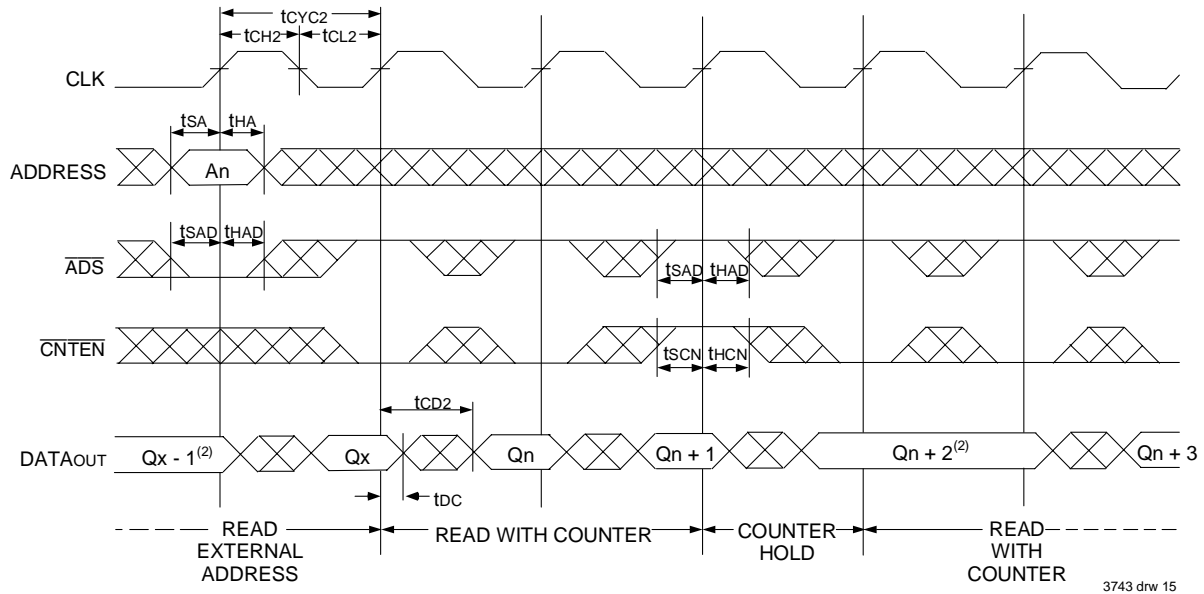 tCYC2
tCH2 tCL2
CLK
tSA tHA
ADDRESS An
tSAD tHAD
ADS
tSAD tHAD
CNTEN
tSCN tHCN
tCD2
DATAOUT Qx - 1(2) Qx Qn Qn + 1 Qn + 2(2) Qn + 3
tDC
READ EXTERNAL ADDRESS
READ WITH COUNTER
COUNTER HOLD
READ WITH COUNTER
3743 drw 15